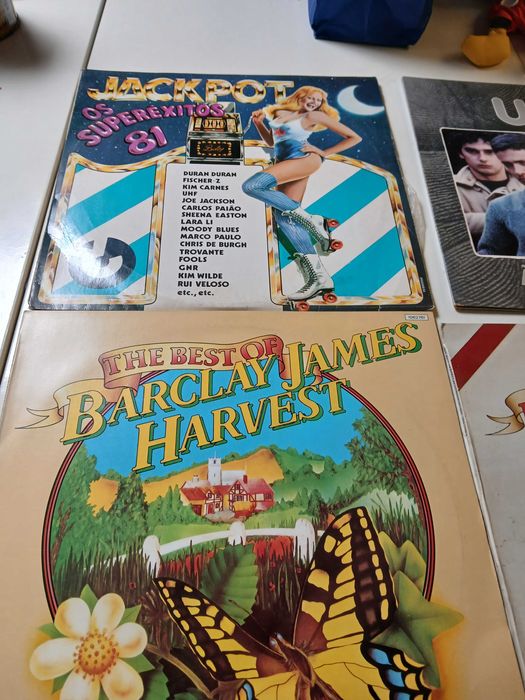 JACKPOT
OS
SUPERÊXITOS
81
DURAN DURAN
FISCHER-Z
KIM CARNES
UHF
JOE JACKSON
CARLOS PAIÃO
SHEENA EASTON
LARA LI
MOODY BLUES
MARCO PAULO
CHRIS DE BURGH
TROVANTE
FOOLS
GNR
KIM WILDE
RUI VELOSO
etc., etc.
U
THE BEST OF
BARCLAY JAMES
HARVEST